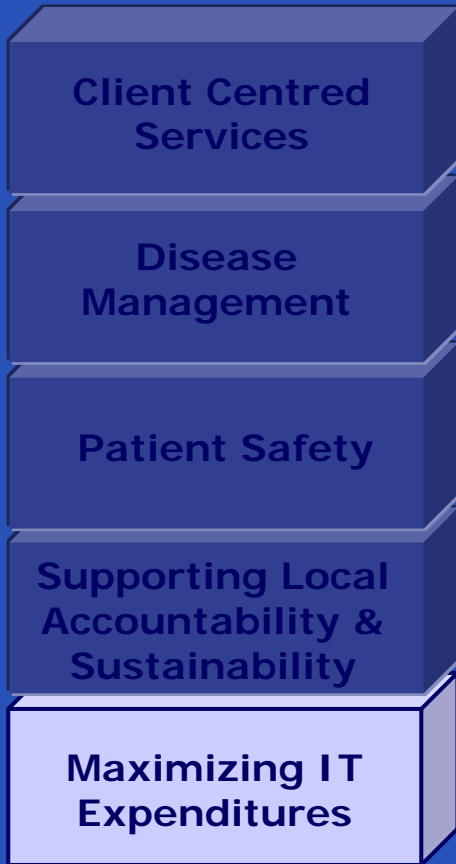 Client Centred
Services
Disease
Management
Patient Safety
Supporting Local
Accountability &
Sustainability
Maximizing IT
Expenditures